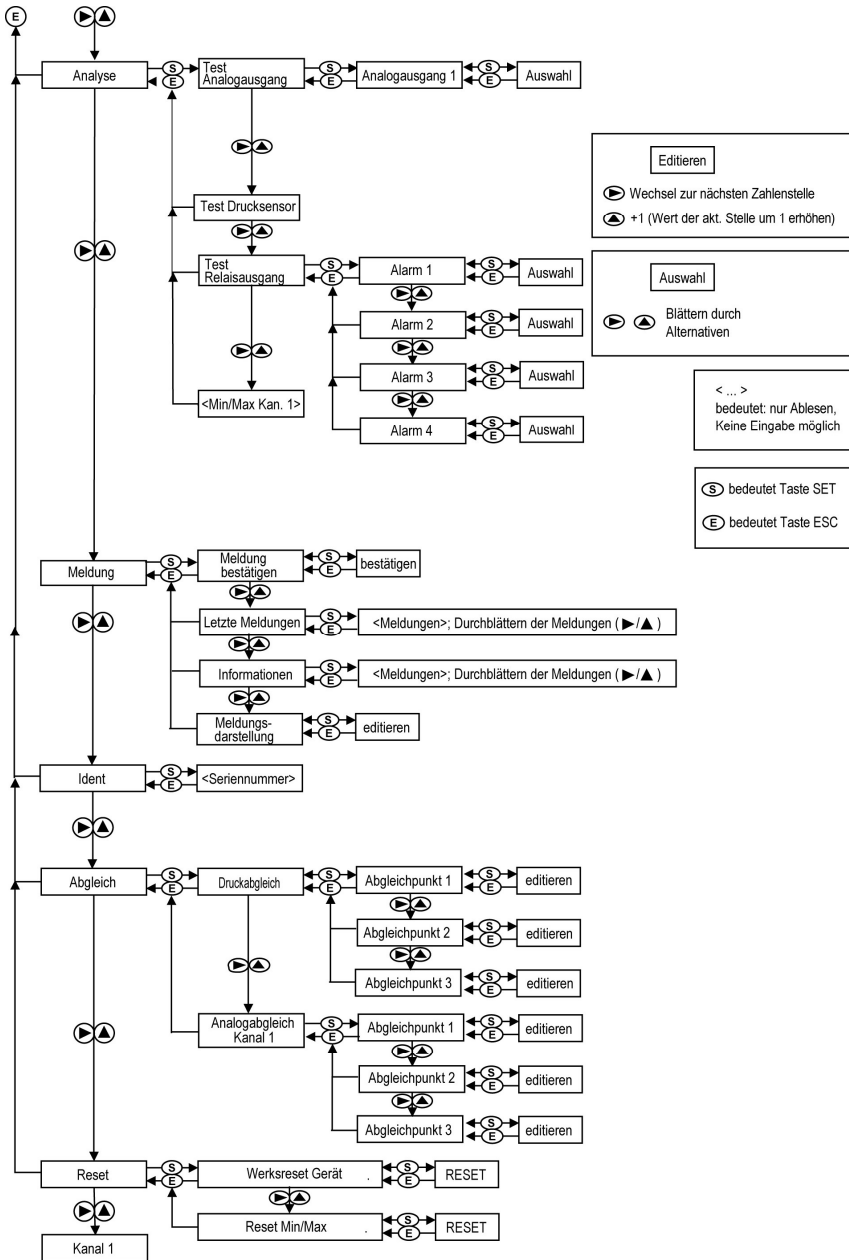 E
Analyse
S
E
Test
Analogausgang
S
E
Analogausgang 1
S
E
Auswahl
Test Drucksensor
Test
Relaisausgang
S
E
Alarm 1
S
E
Auswahl
Alarm 2
S
E
Auswahl
Alarm 3
S
E
Auswahl
Alarm 4
S
E
Auswahl
<Min/Max Kan. 1>
Editieren
Wechsel zur nächsten Zahlenstelle
+1 (Wert der akt. Stelle um 1 erhöhen)
Auswahl
Blättern durch
Alternativen
< ... >
bedeutet: nur Ablesen,
Keine Eingabe möglich
S bedeutet Taste SET
E bedeutet Taste ESC
Meldung
S
E
Meldung
bestätigen
S
E
bestätigen
Letzte Meldungen
S
E
<Meldungen>; Durchblättern der Meldungen ( ▶/▲ )
Informationen
S
E
<Meldungen>; Durchblättern der Meldungen ( ▶/▲ )
Meldungs-
darstellung
S
E
editieren
Ident
S
E
<Seriennummer>
Abgleich
S
E
Druckabgleich
S
E
Abgleichpunkt 1
S
E
editieren
Abgleichpunkt 2
S
E
editieren
Abgleichpunkt 3
S
E
editieren
Analogabgleich
Kanal 1
S
E
Abgleichpunkt 1
S
E
editieren
Abgleichpunkt 2
S
E
editieren
Abgleichpunkt 3
S
E
editieren
Reset
S
E
Werksreset Gerät .
S
E
RESET
Reset Min/Max .
S
E
RESET
Kanal 1